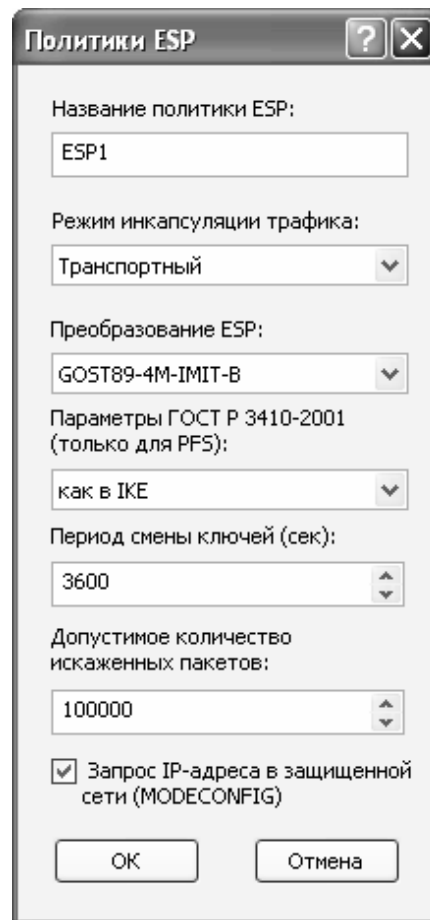 Политики ESP
Название политики ESP:
ESP1
Режим инкапсуляции трафика:
Транспортный
Преобразование ESP:
GOST89-4M-IMIT-B
Параметры ГОСТ Р 3410-2001
(только для PFS):
как в IKE
Период смены ключей (сек):
3600
Допустимое количество
искаженных пакетов:
100000
Запрос IP-адреса в защищенной
сети (MODECONFIG)
ОК Отмена